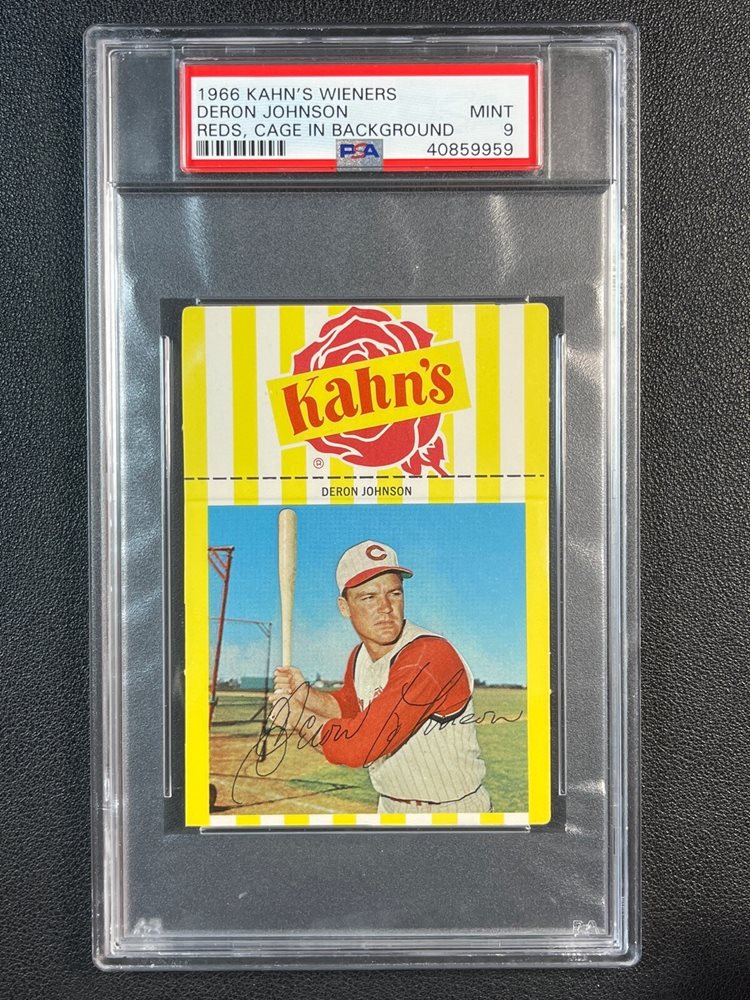 1966 KAHN'S WIENERS
DERON JOHNSON MINT
REDS, CAGE IN BACKGROUND 9
PSA 40859959
Kahn's
®
DERON JOHNSON
C
Deron Johnson